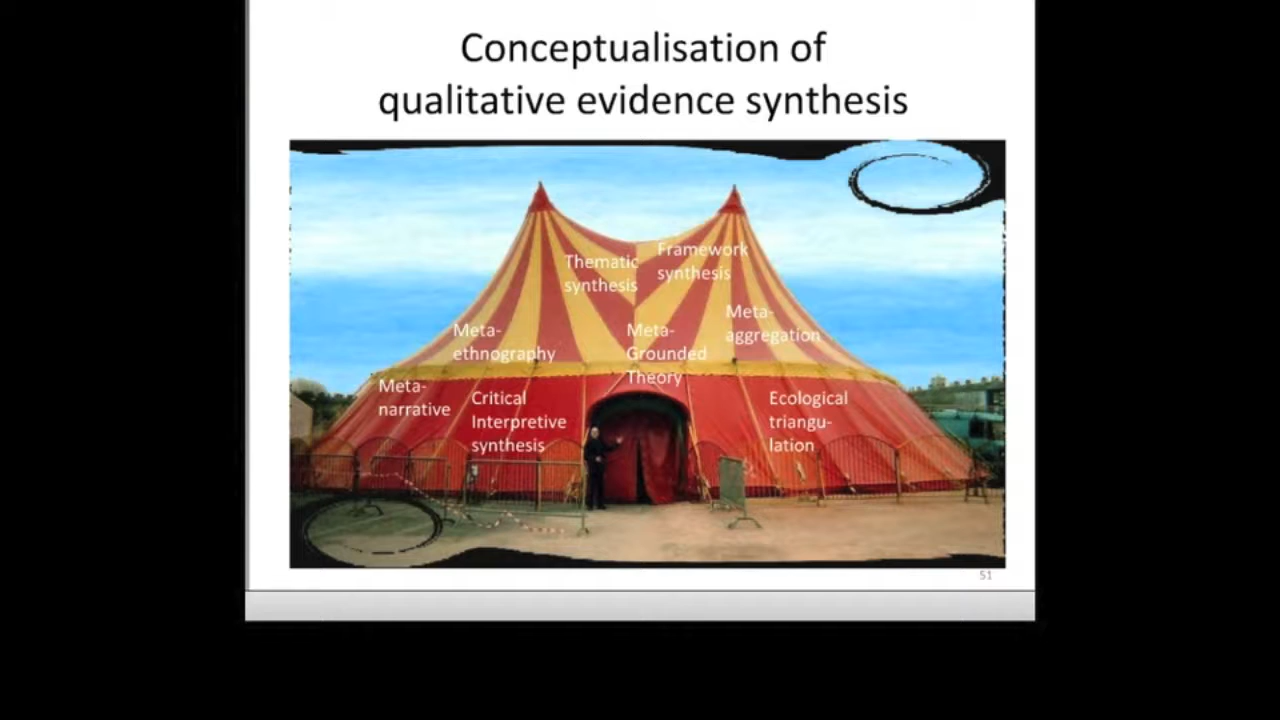 Conceptualisation of
qualitative evidence synthesis
Thematic
synthesis
Framework
synthesis
Meta-
ethnography
Meta-
Grounded
Theory
Meta-
aggregation
Meta-
narrative
Critical
Interpretive
synthesis
Ecological
triangu-
lation
51